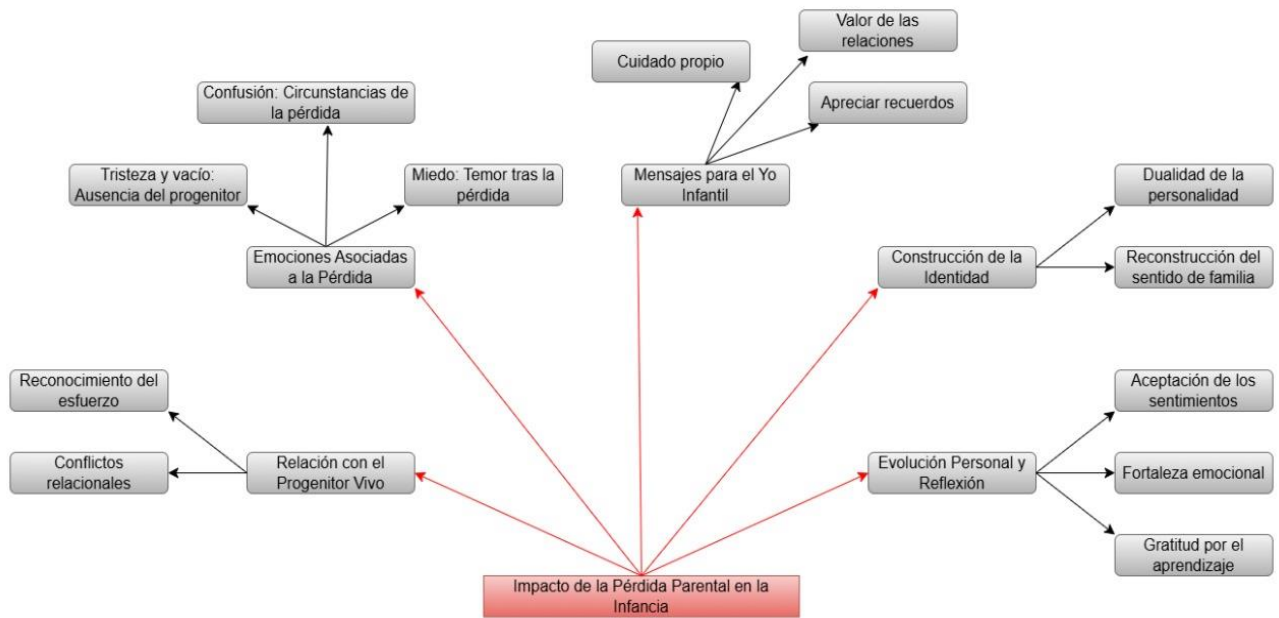 Valor de las
relaciones
Cuidado propio
Apreciar recuerdos
Confusión: Circunstancias de
la pérdida
Tristeza y vacío:
Ausencia del progenitor
Miedo: Temor tras la
pérdida
Mensajes para el Yo
Infantil
Dualidad de la
personalidad
Emociones Asociadas
a la Pérdida
Construcción de la
Identidad
Reconstrucción del
sentido de familia
Reconocimiento del
esfuerzo
Aceptación de los
sentimientos
Conflictos
relacionales
Relación con el
Progenitor Vivo
Evolución Personal y
Reflexión
Fortaleza emocional
Gratitud por el
aprendizaje
Impacto de la Pérdida Parental en la
Infancia